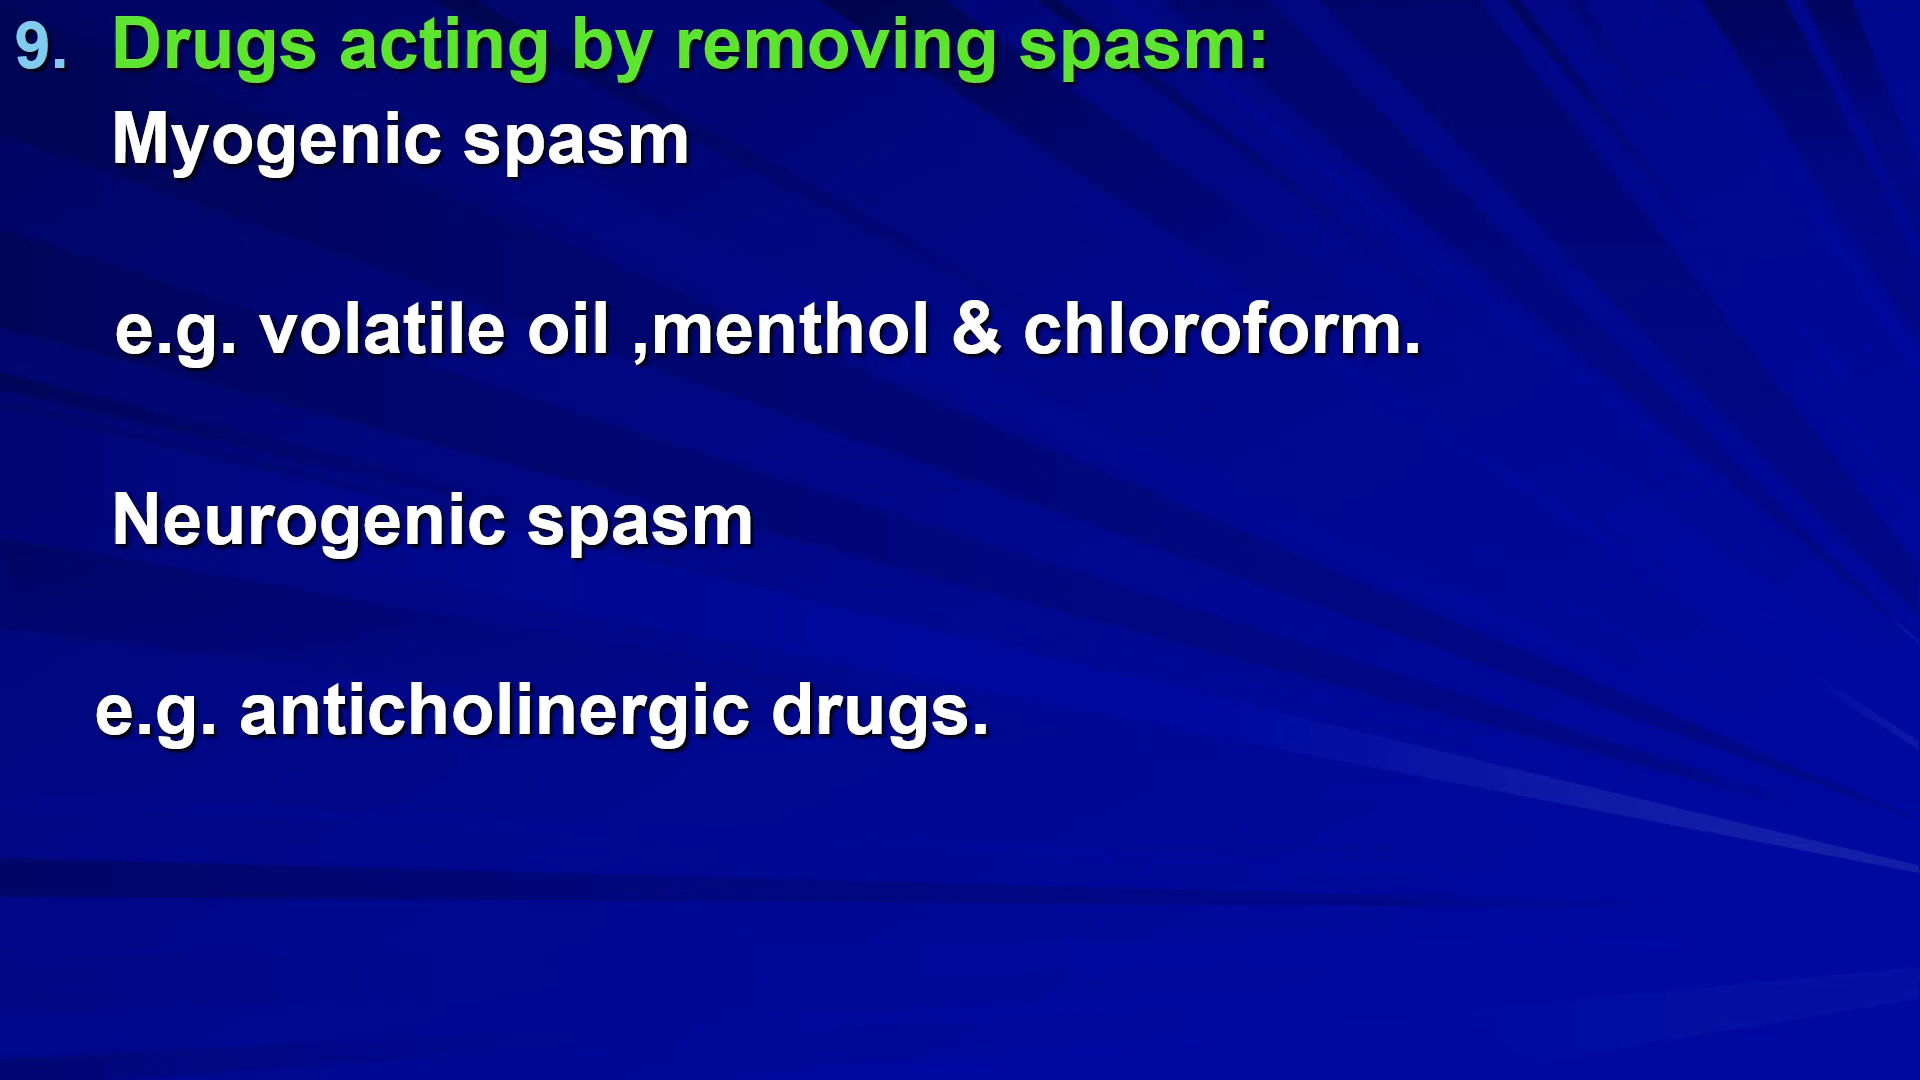 9. Drugs acting by removing spasm:
Myogenic spasm
e.g. volatile oil ,menthol & chloroform.
Neurogenic spasm
e.g. anticholinergic drugs.